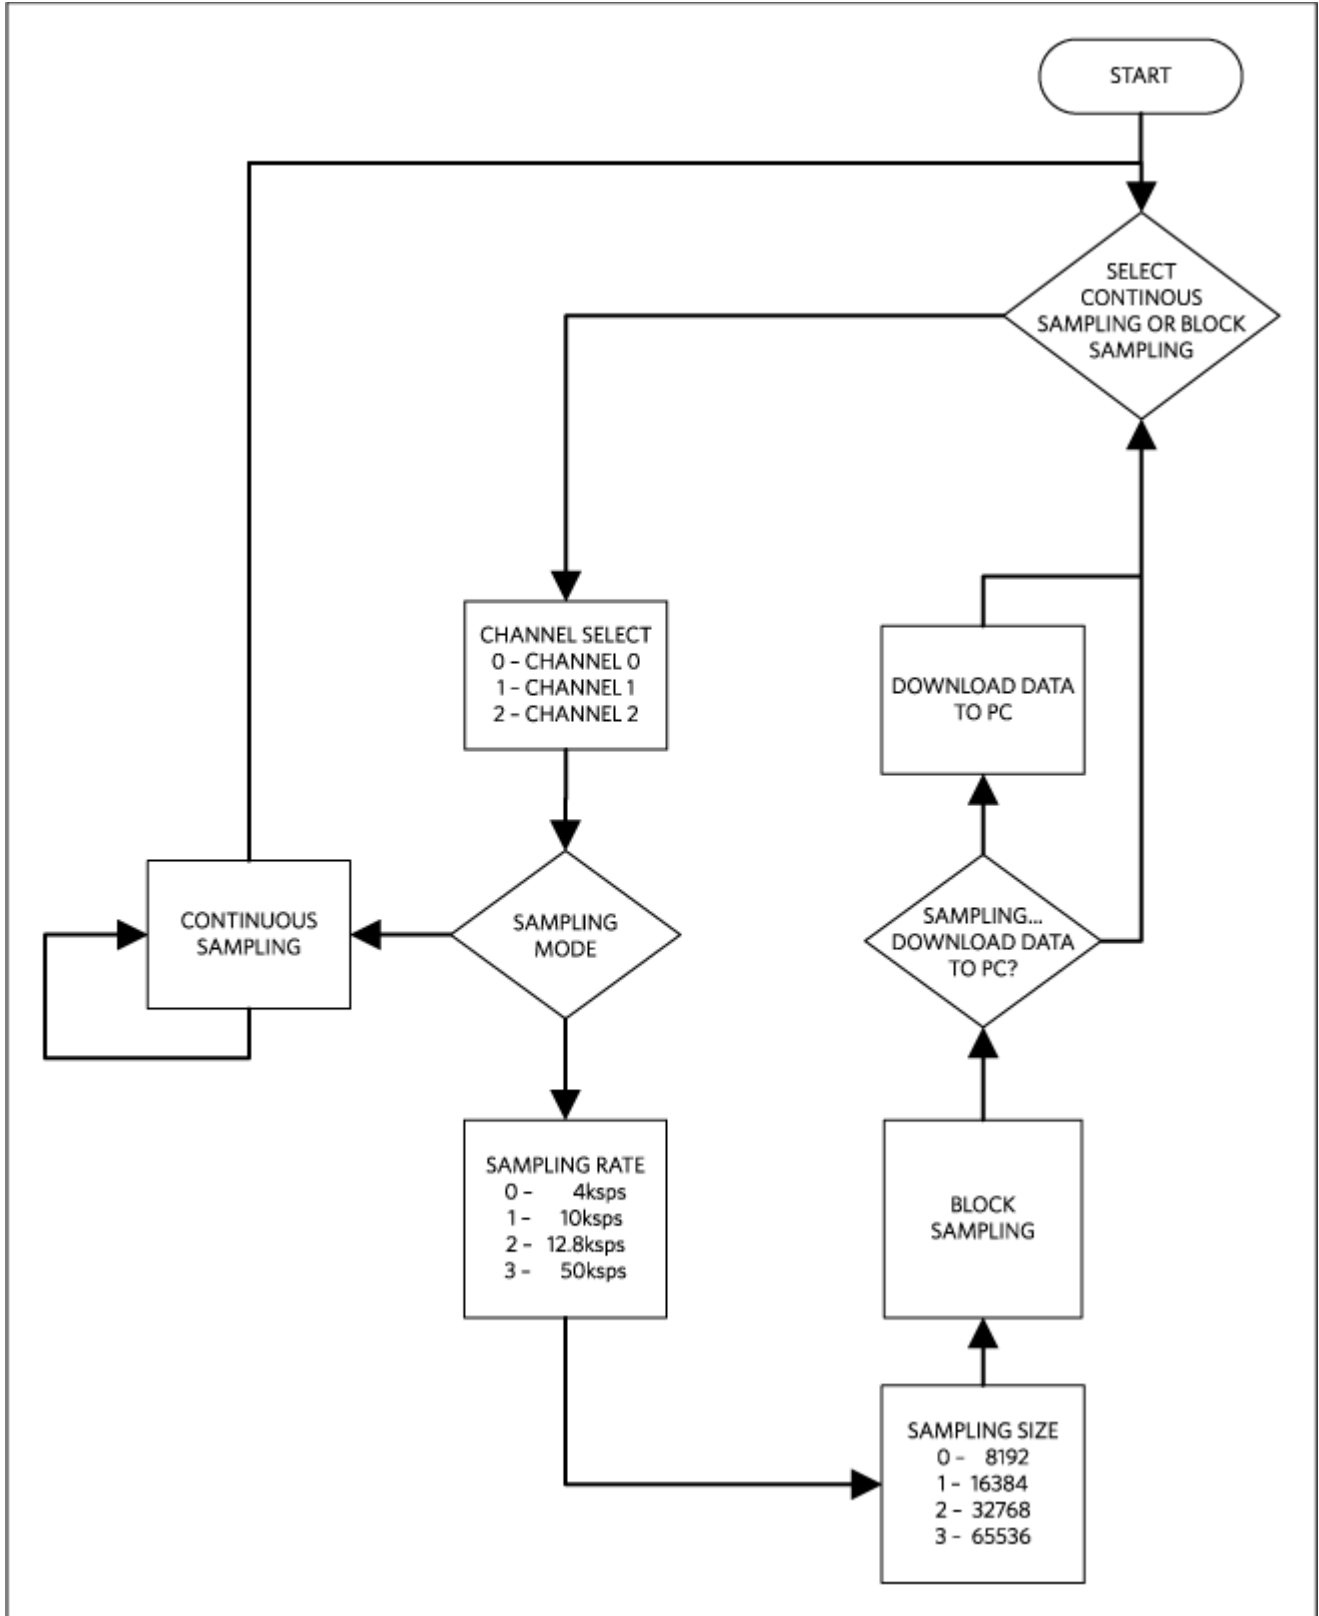 START
SELECT
CONTINOUS
SAMPLING OR BLOCK
SAMPLING
CHANNEL SELECT
0 – CHANNEL 0
1 – CHANNEL 1
2 – CHANNEL 2
DOWNLOAD DATA
TO PC
CONTINUOUS
SAMPLING
SAMPLING
MODE
SAMPLING...
DOWNLOAD DATA
TO PC?
SAMPLING RATE
0 – 4ksps
1 – 10ksps
2 – 12.8ksps
3 – 50ksps
BLOCK
SAMPLING
SAMPLING SIZE
0 – 8192
1 – 16384
2 – 32768
3 – 65536